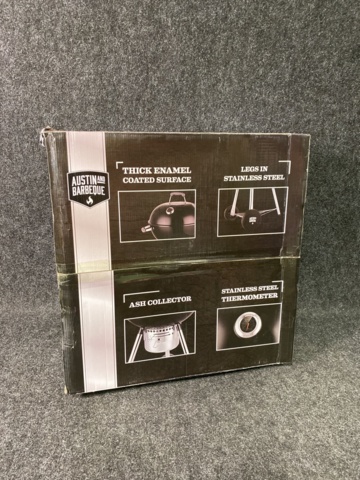 AUSTIN AND
BARBEQUE
THICK ENAMEL
COATED SURFACE
LEGS IN
STAINLESS STEEL
ASH COLLECTOR
STAINLESS STEEL
THERMOMETER